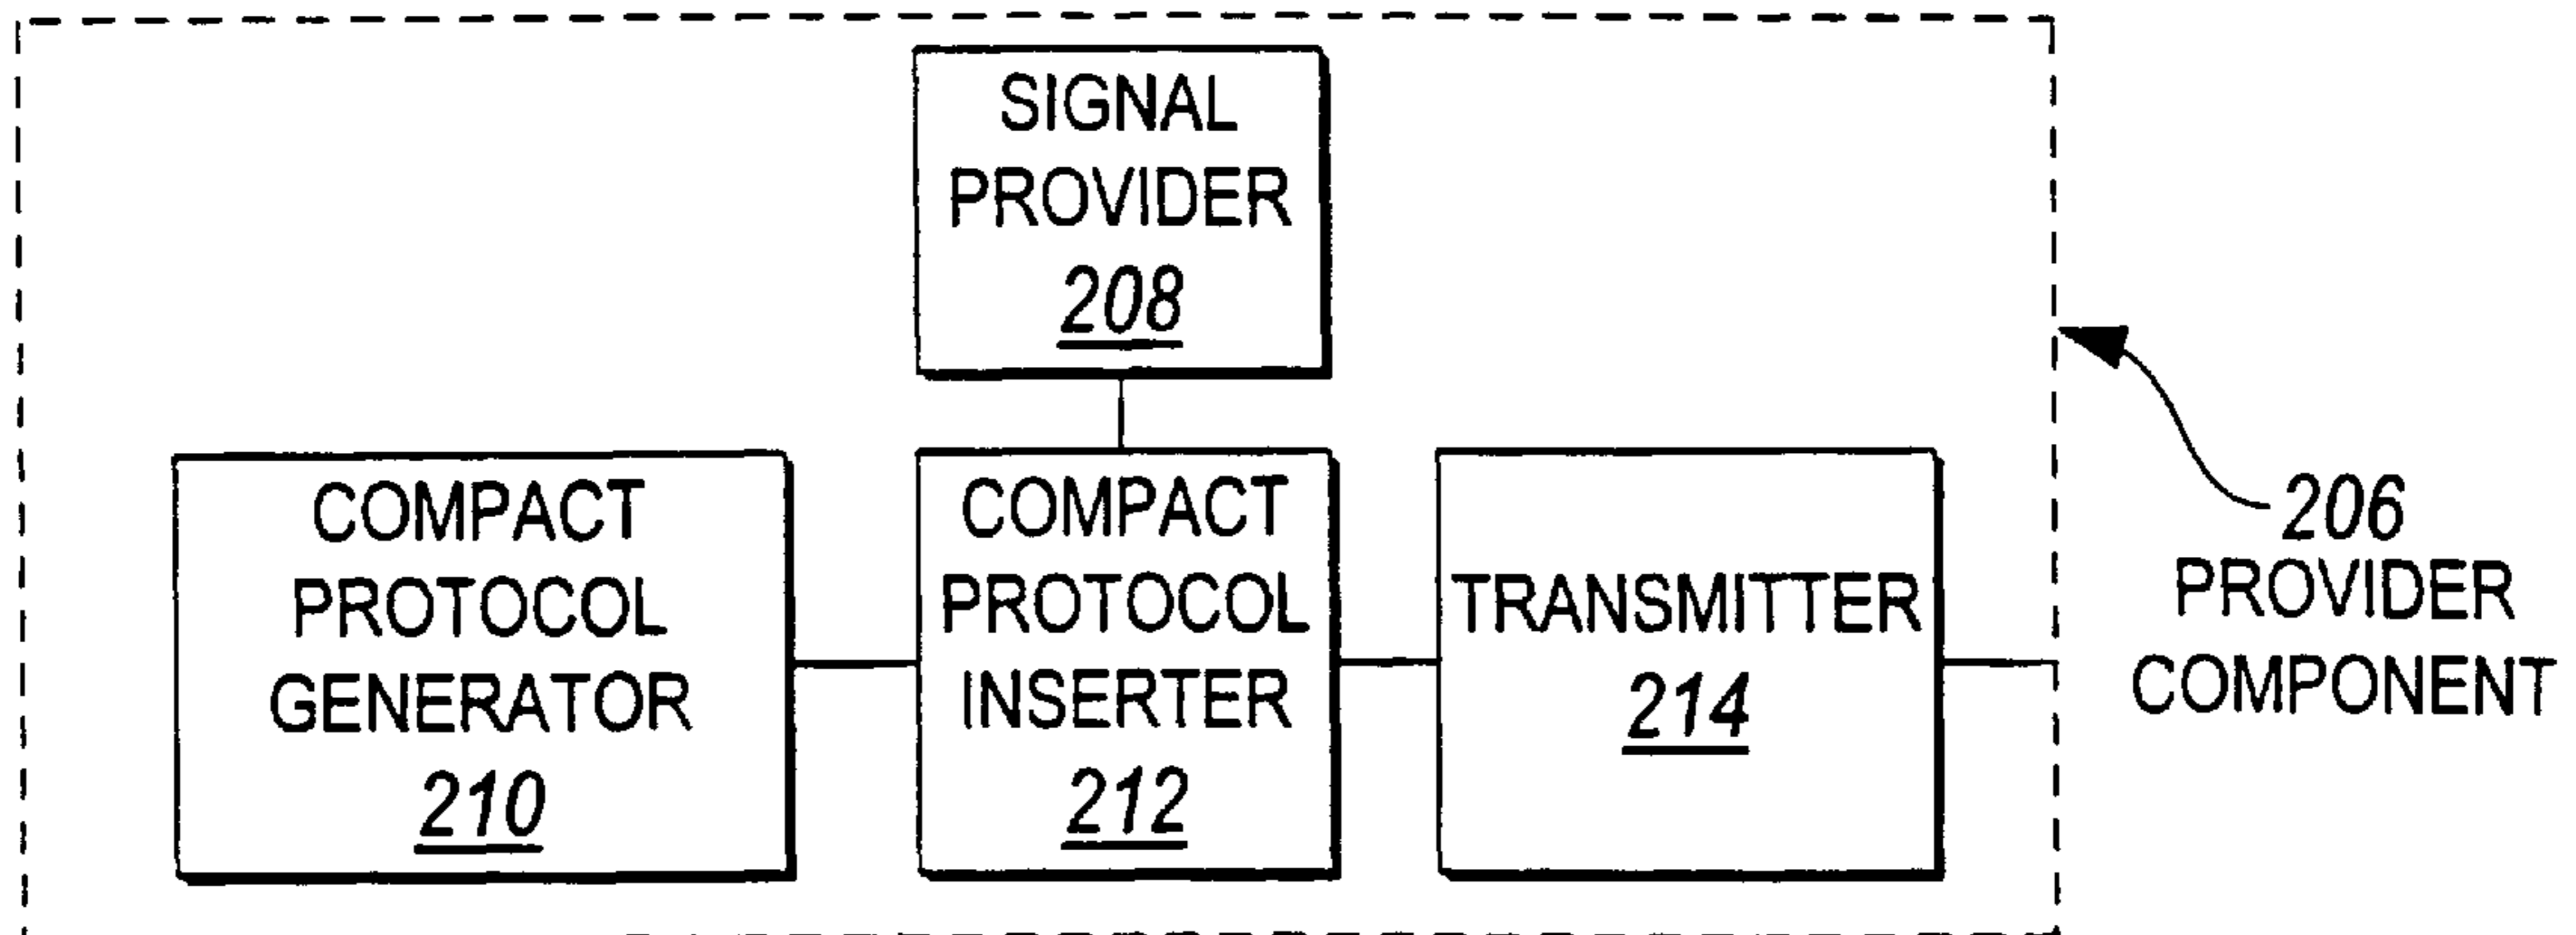 SIGNAL
PROVIDER
208
COMPACT
PROTOCOL
GENERATOR
210
COMPACT
PROTOCOL
INSERTER
212
TRANSMITTER
214
206
PROVIDER
COMPONENT